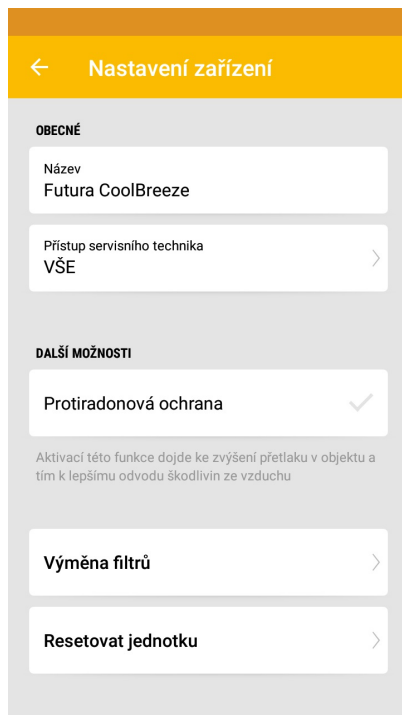 Nastavení zařízení
OBECNÉ
Název
Futura CoolBreeze
Přístup servisního technika
VŠE
DALŠÍ MOŽNOSTI
Protiradonová ochrana
Aktivací této funkce dojde ke zvýšení přetlaku v objektu a
tím k lepšímu odvodu škodlivin ze vzduchu
Výměna filtrů
Resetovat jednotku